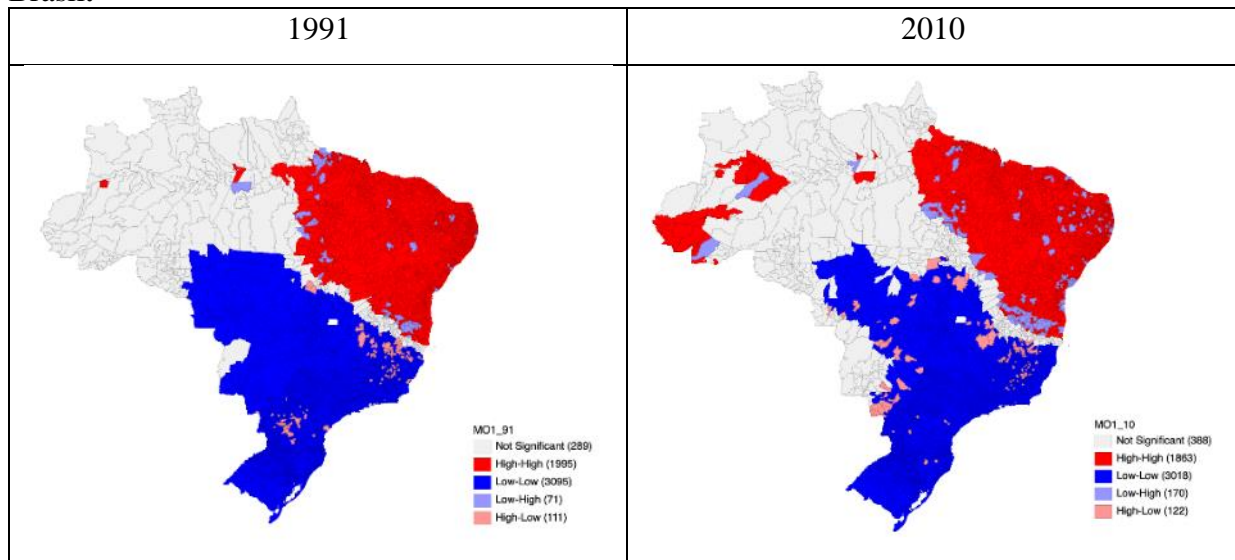 1991
2010
MO1_91
Not Significant (289)
High-High (1995)
Low-Low (3095)
Low-High (71)
High-Low (111)
MO1_10
Not Significant (388)
High-High (1863)
Low-Low (3018)
Low-High (170)
High-Low (122)